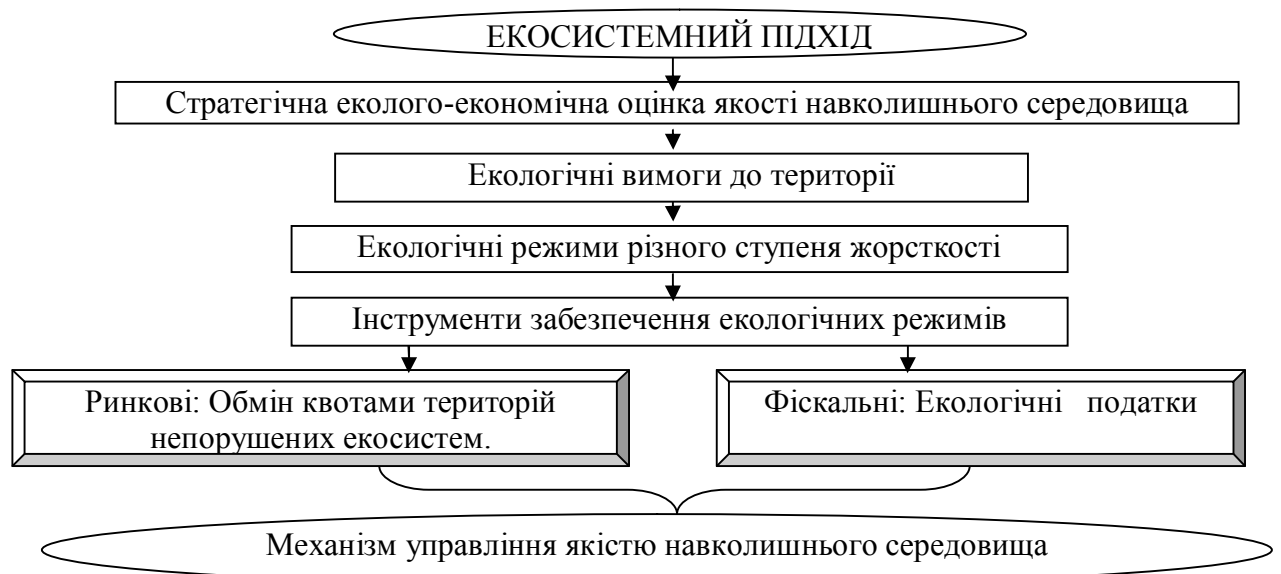 ЕКОСИСТЕМНИЙ ПІДХІД
Стратегічна еколого-економічна оцінка якості навколишнього середовища
Екологічні вимоги до території
Екологічні режими різного ступеня жорсткості
Інструменти забезпечення екологічних режимів
Ринкові: Обмін квотами територій
непорушених екосистем.
Фіскальні: Екологічні податки
Механізм управління якістю навколишнього середовища